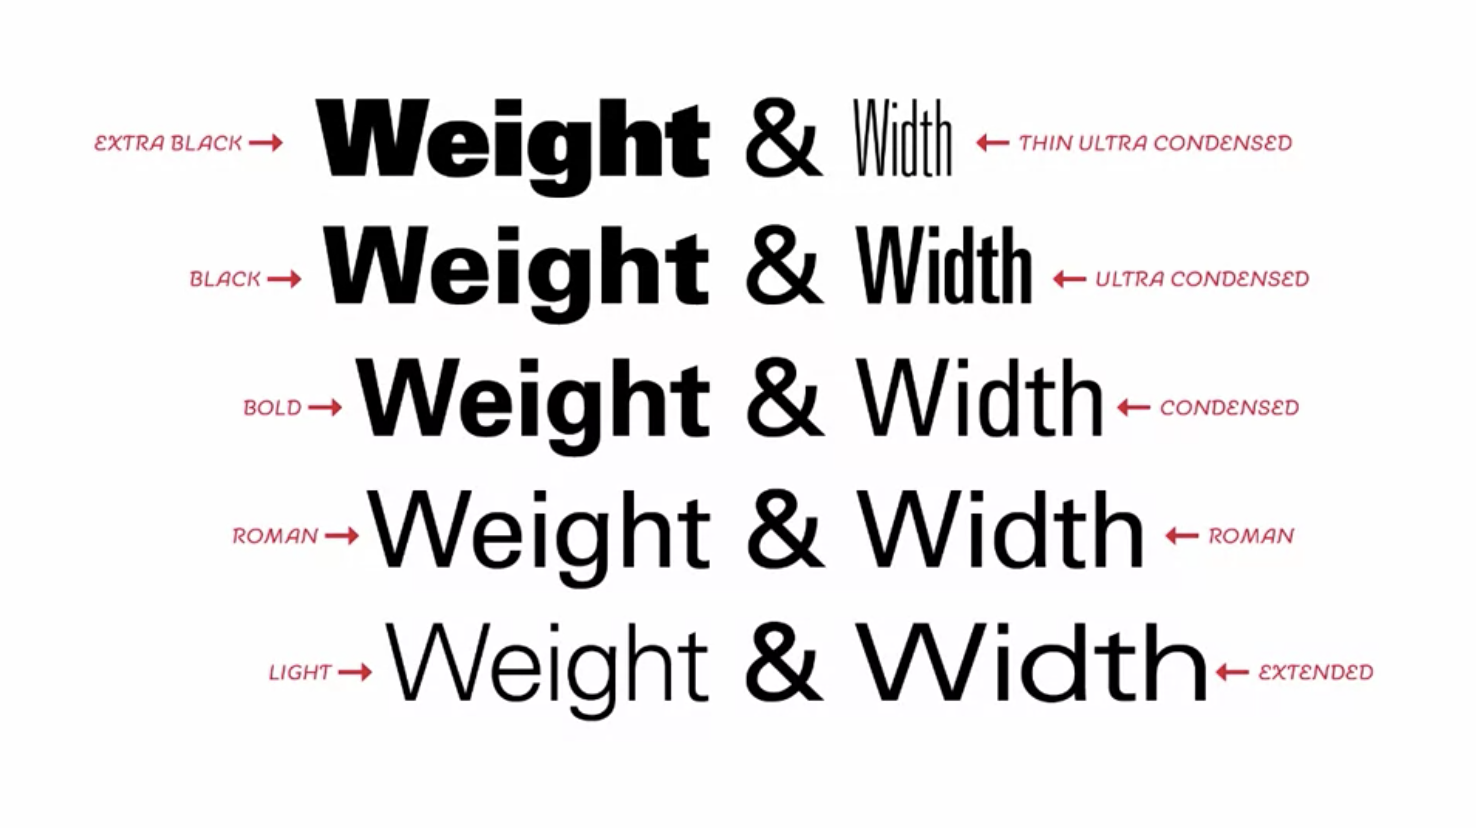 EXTRA BLACK → Weight & Width ← THIN ULTRA CONDENSED
BLACK → Weight & Width ← ULTRA CONDENSED
BOLD → Weight & Width ← CONDENSED
ROMAN → Weight & Width ← ROMAN
LIGHT → Weight & Width ← EXTENDED